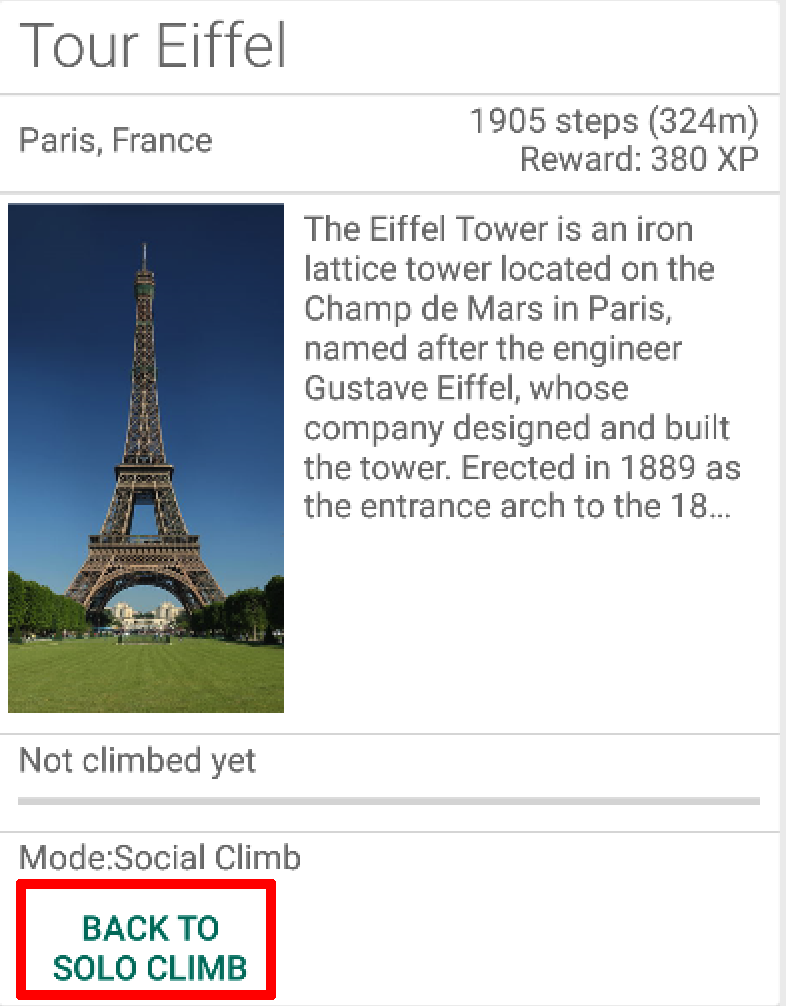 Tour Eiffel
Paris, France
1905 steps (324m)
Reward: 380 XP
The Eiffel Tower is an iron
lattice tower located on the
Champ de Mars in Paris,
named after the engineer
Gustave Eiffel, whose
company designed and built
the tower. Erected in 1889 as
the entrance arch to the 18...
Not climbed yet
Mode:Social Climb
BACK TO
SOLO CLIMB